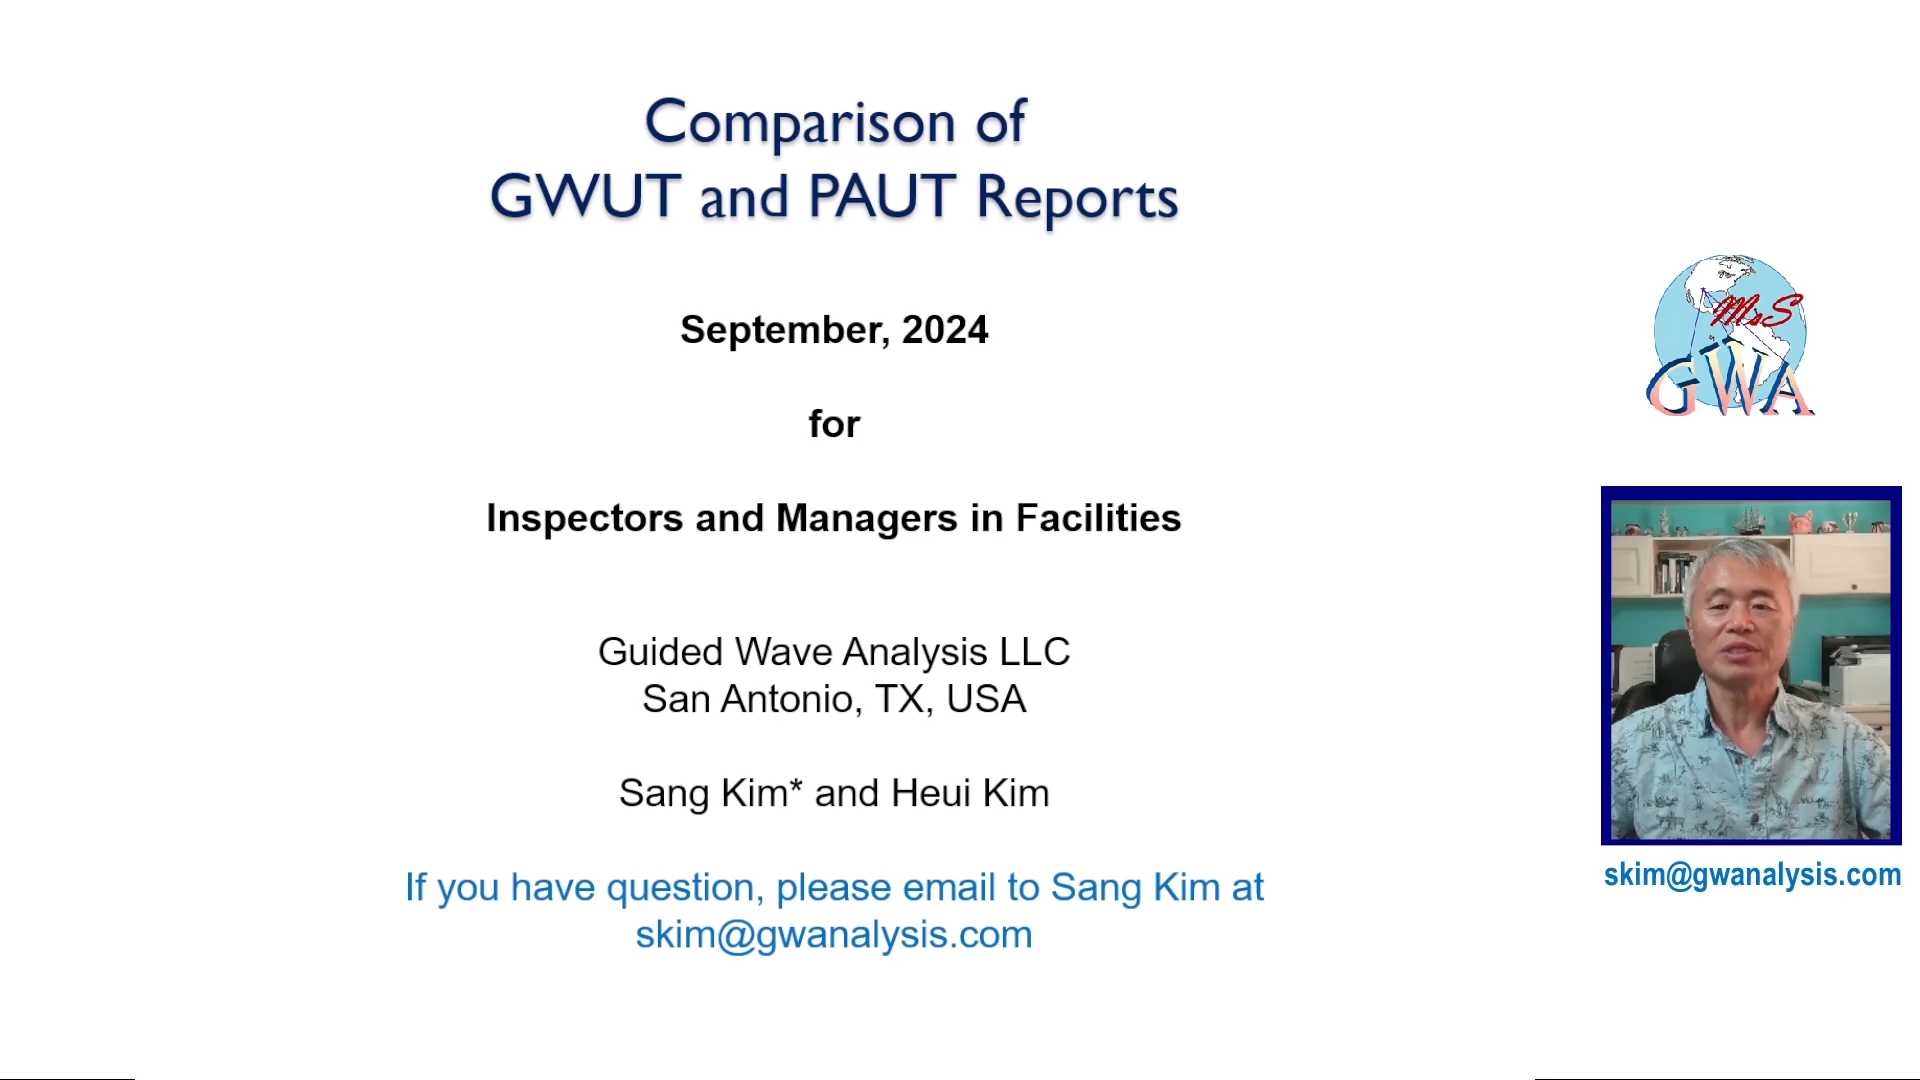 Comparison of
GWUT and PAUT Reports
September, 2024
for
Inspectors and Managers in Facilities
Guided Wave Analysis LLC
San Antonio, TX, USA
Sang Kim* and Heui Kim
If you have question, please email to Sang Kim at
skim@gwanalysis.com
MsS
GWA
skim@gwanalysis.com